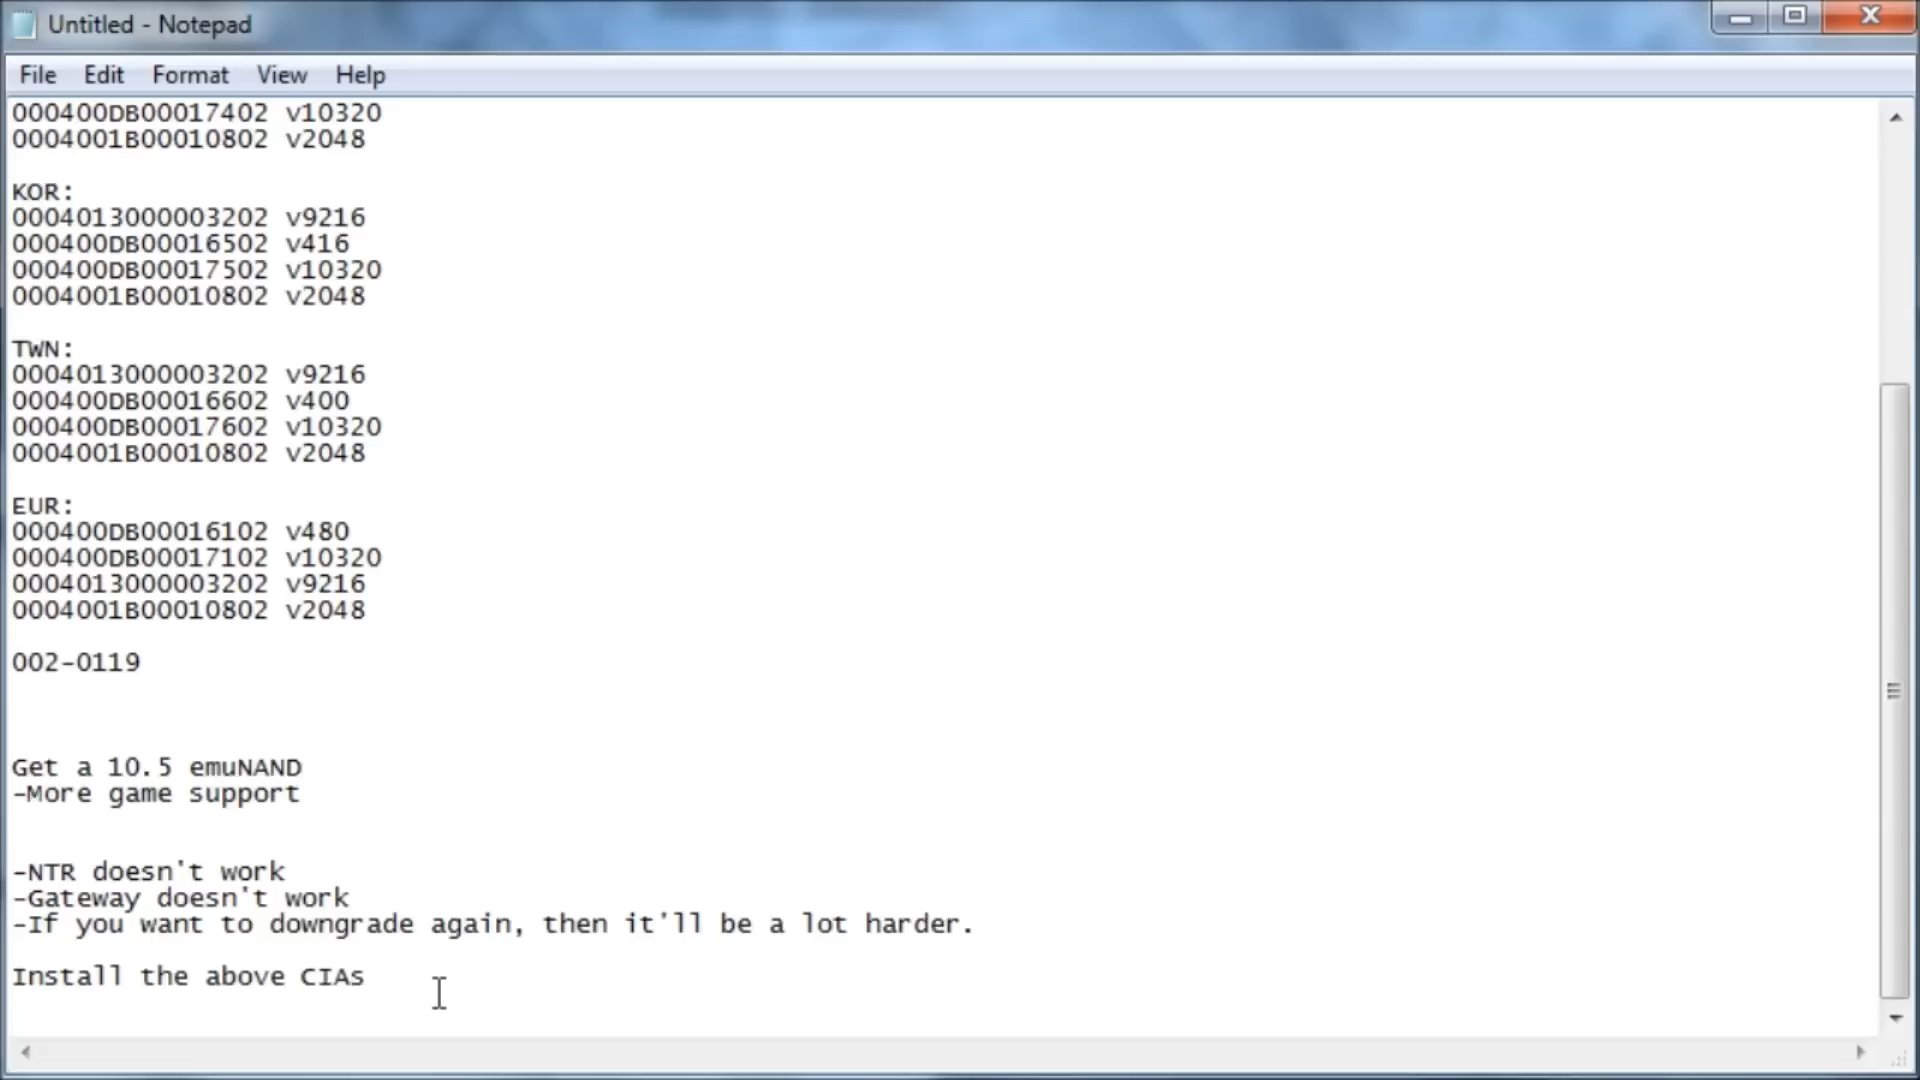 Untitled - Notepad
File Edit Format View Help
000400DB00017402 v10320
0004001B00010802 v2048
KOR:
0004013000003202 v9216
000400DB00016502 v416
000400DB00017502 v10320
0004001B00010802 v2048
TWN:
0004013000003202 v9216
000400DB00016602 v400
000400DB00017602 v10320
0004001B00010802 v2048
EUR:
000400DB00016102 v480
000400DB00017102 v10320
0004013000003202 v9216
0004001B00010802 v2048
002-0119
Get a 10.5 emuNAND
-More game support
-NTR doesn't work
-Gateway doesn't work
-If you want to downgrade again, then it'll be a lot harder.
Install the above CIAs